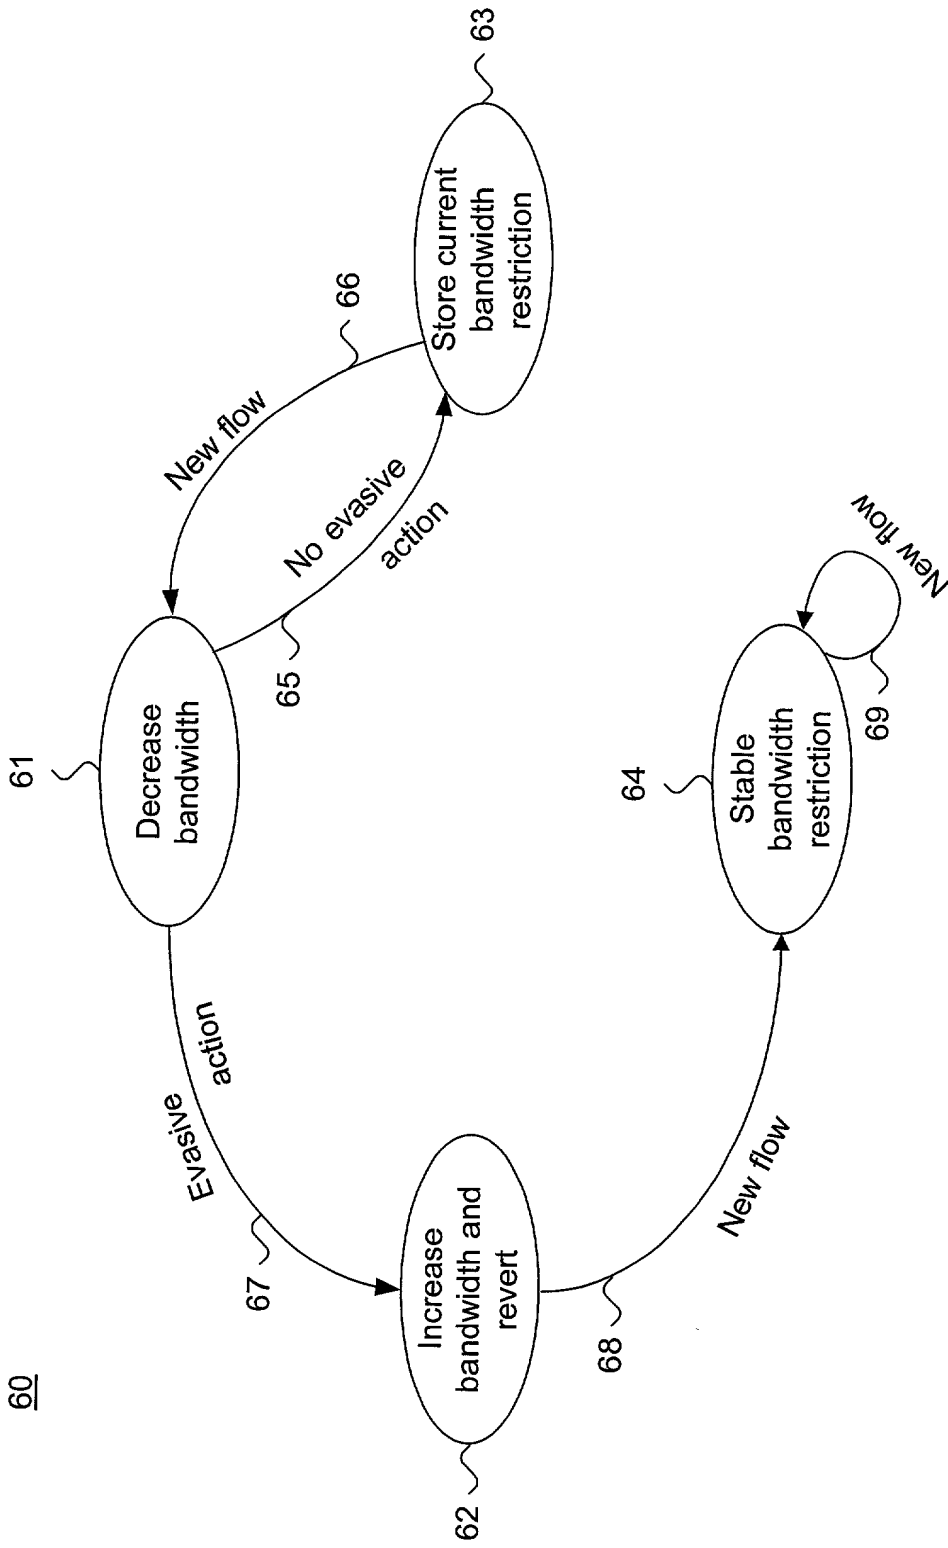 60
61
Decrease
bandwidth
Evasive
action
67
New flow
66
No evasive
action
65
62
Increase
bandwidth and
revert
63
Store current
bandwidth
restriction
68
New flow
64
Stable
bandwidth
restriction
69
New flow